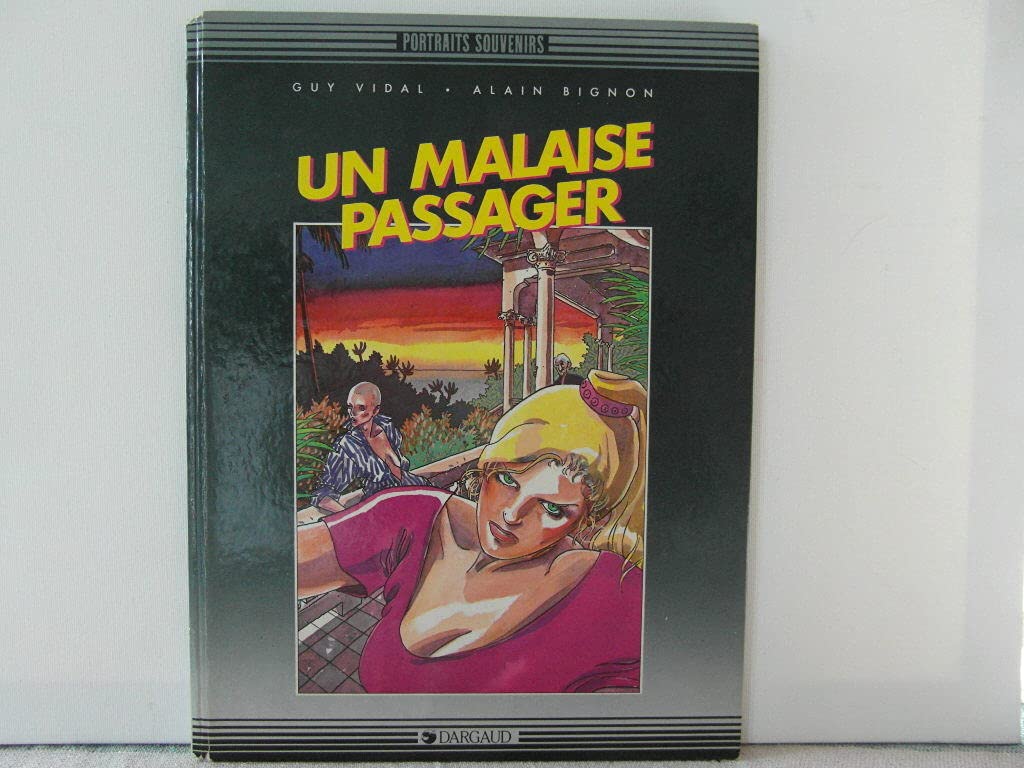 PORTRAITS SOUVENIRS
GUY VIDAL • ALAIN BIGNON
UN MALAISE
PASSAGER
DARGAUD